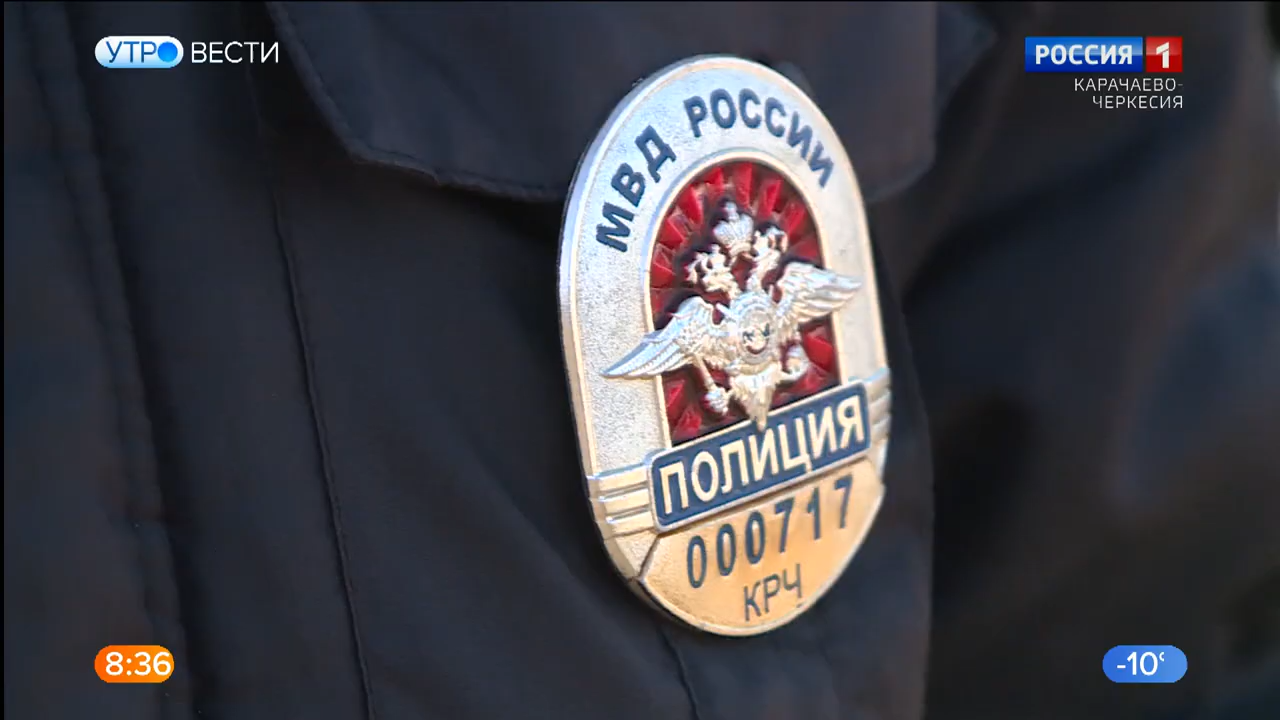 УТРО ВЕСТИ
РОССИЯ 1
КАРАЧАЕВО-
ЧЕРКЕСИЯ
МВД РОССИИ
ПОЛИЦИЯ
000717
КРЧ
8:36
-10°